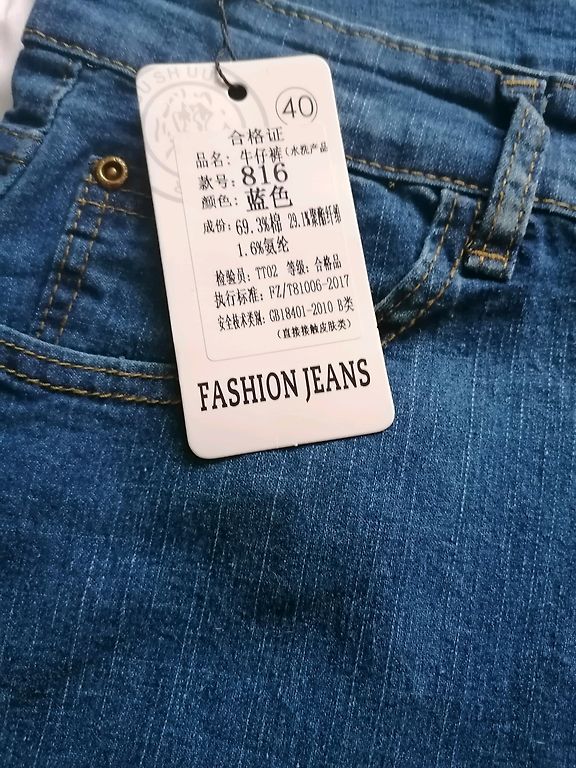 40
合格证
品名: 牛仔裤(水洗产品
款号: 816
颜色: 蓝色
成份: 69.3%棉 29.1%聚酯纤维
1.6%氨纶
检验员: TT02 等级: 合格品
执行标准: FZ/T81006-2017
安全技术类别: GB18401-2010 B类
(直接接触皮肤类)
FASHION JEANS